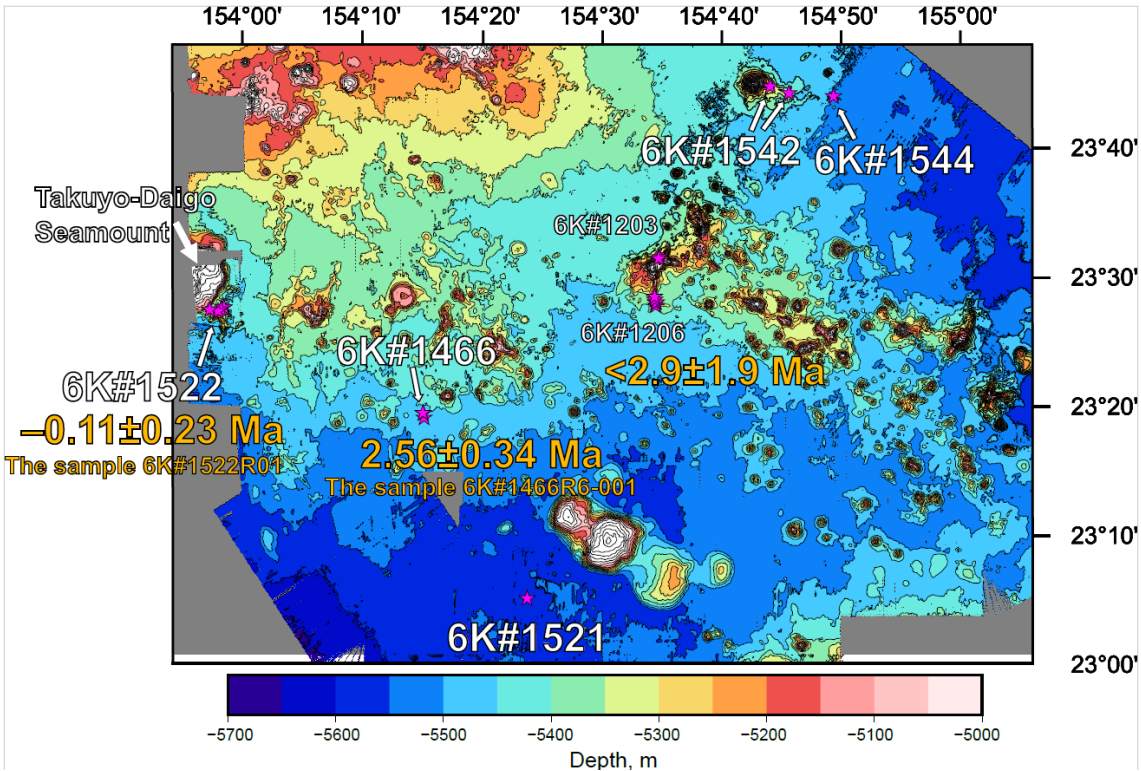 154°00' 154°10' 154°20' 154°30' 154°40' 154°50' 155°00'
6K#1542
6K#1544
23°40'
Takuyo-Daigo
Seamount
6K#1203
23°30'
6K#1206
6K#1466
<2.9±1.9 Ma
6K#1522
23°20'
–0.11±0.23 Ma
The sample 6K#1522R01
2.56±0.34 Ma
The sample 6K#1466R6-001
23°10'
6K#1521
23°00'
−5700 −5600 −5500 −5400 −5300 −5200 −5100 −5000
Depth, m